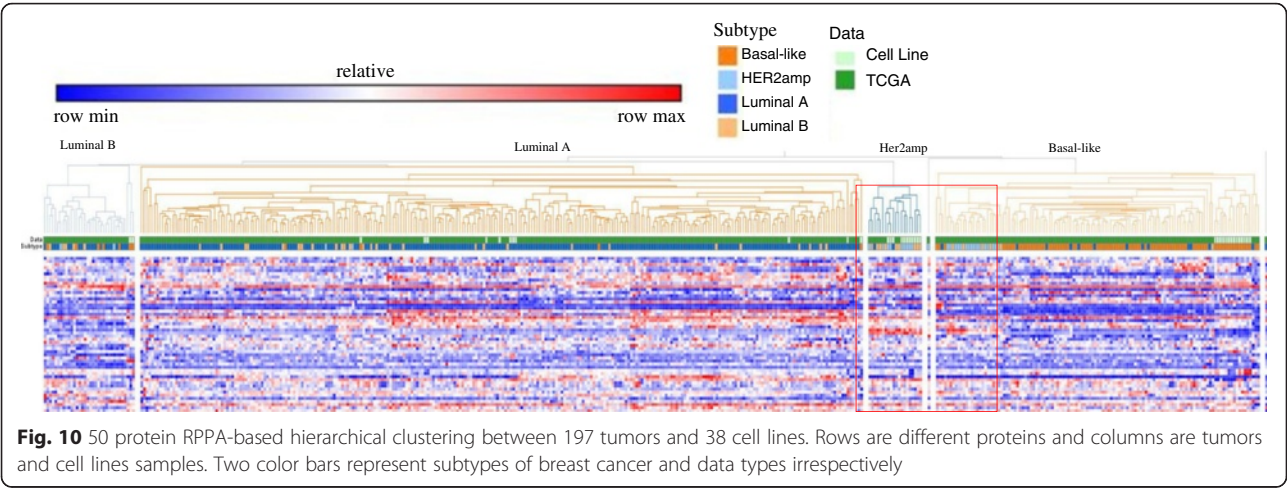 Subtype
Data
Basal-like
Cell Line
HER2amp
TCGA
Luminal A
Luminal B
relative
row min
row max
Luminal B
Luminal A
Her2amp
Basal-like
Data
Subtype
Fig. 10 50 protein RPPA-based hierarchical clustering between 197 tumors and 38 cell lines. Rows are different proteins and columns are tumors
and cell lines samples. Two color bars represent subtypes of breast cancer and data types irrespectively